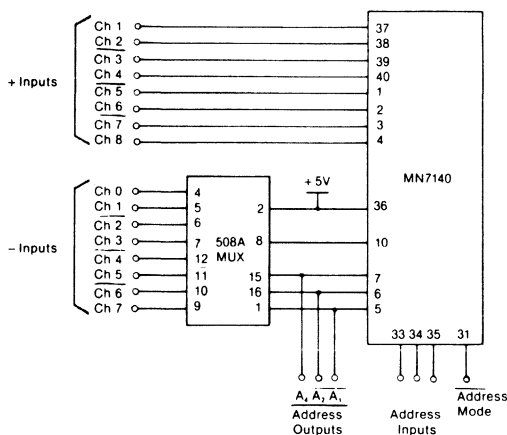 + Inputs
Ch 1
Ch 2
Ch 3
Ch 4
Ch 5
Ch 6
Ch 7
Ch 8
37
38
39
40
1
2
3
4
MN7140
36
10
7
6
5
33 34 35 31
+5V
− Inputs
Ch 0
Ch 1
Ch 2
Ch 3
Ch 4
Ch 5
Ch 6
Ch 7
4
5
6
7
12
11
10
9
508A
MUX
2
8
15
16
1
A₄ A₂ A₁
Address
Outputs
Address
Inputs
Address
Mode